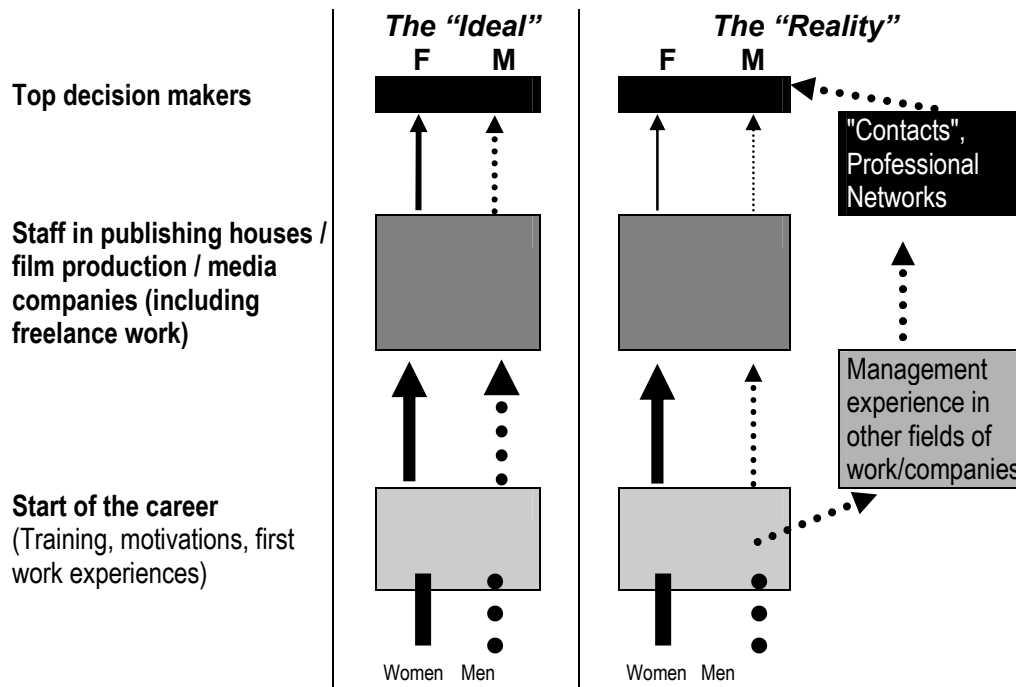 The “Ideal”
The “Reality”
F M
F M
Top decision makers
"Contacts",
Professional
Networks
Staff in publishing houses /
film production / media
companies (including
freelance work)
Management
experience in
other fields of
work/companies
Start of the career
(Training, motivations, first
work experiences)
Women Men
Women Men